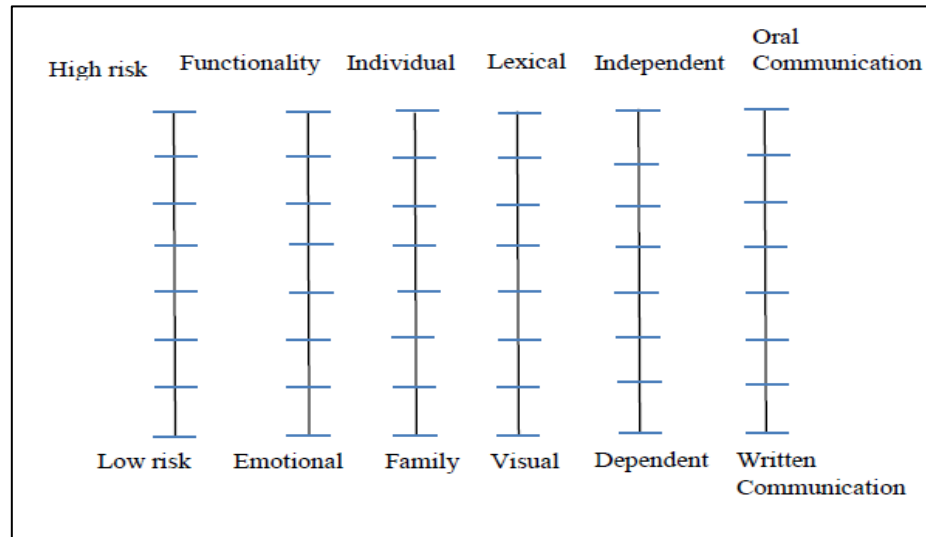 High risk Functionality Individual Lexical Independent Oral Communication
Low risk Emotional Family Visual Dependent Written Communication